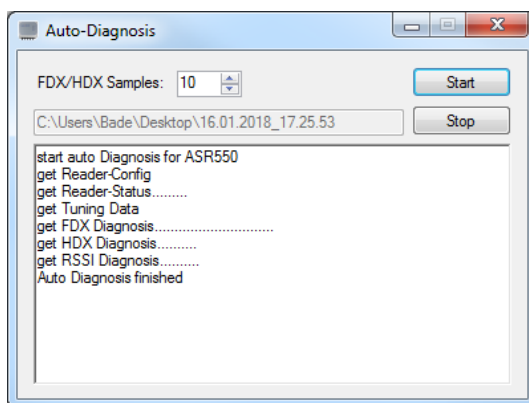 Auto-Diagnosis
FDX/HDX Samples: 10 Start
C:\Users\Bade\Desktop\16.01.2018_17.25.53 Stop
start auto Diagnosis for ASR550
get Reader-Config
get Reader-Status.........
get Tuning Data
get FDX Diagnosis..............................
get HDX Diagnosis..........
get RSSI Diagnosis..........
Auto Diagnosis finished